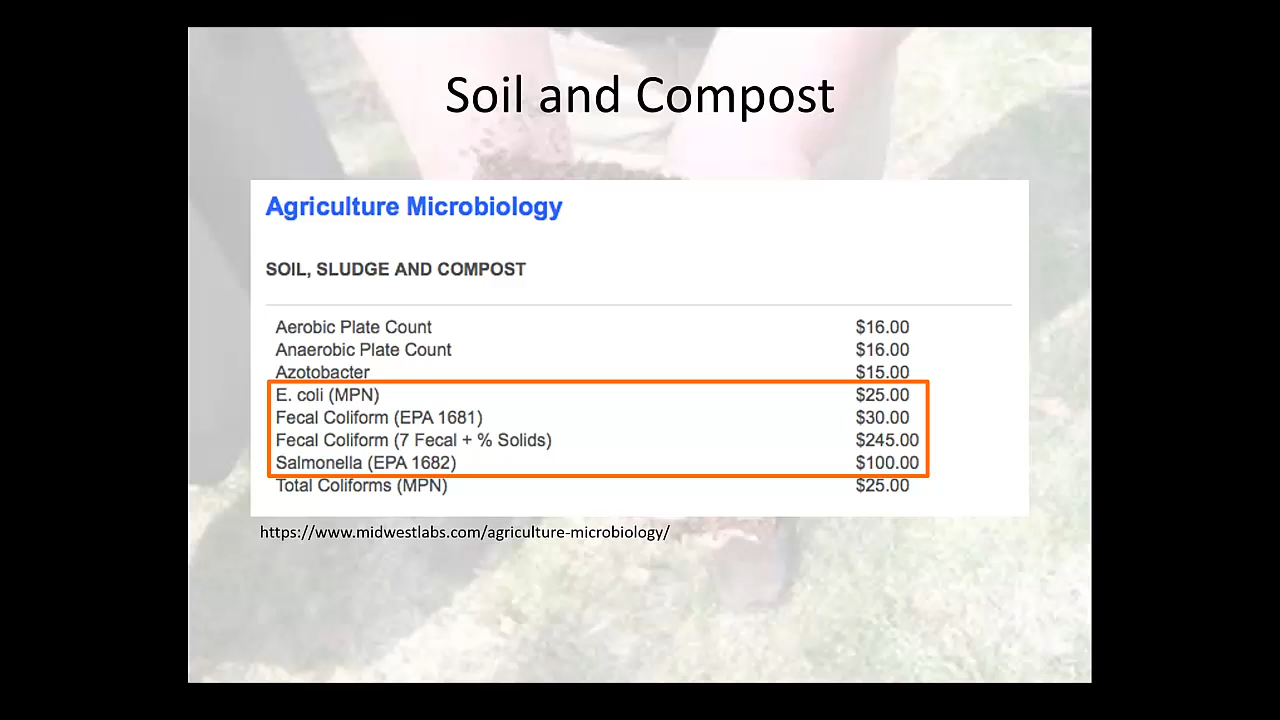 Soil and Compost
Agriculture Microbiology
SOIL, SLUDGE AND COMPOST
Aerobic Plate Count $16.00
Anaerobic Plate Count $16.00
Azotobacter $15.00
E. coli (MPN) $25.00
Fecal Coliform (EPA 1681) $30.00
Fecal Coliform (7 Fecal + % Solids) $245.00
Salmonella (EPA 1682) $100.00
Total Coliforms (MPN) $25.00
https://www.midwestlabs.com/agriculture-microbiology/